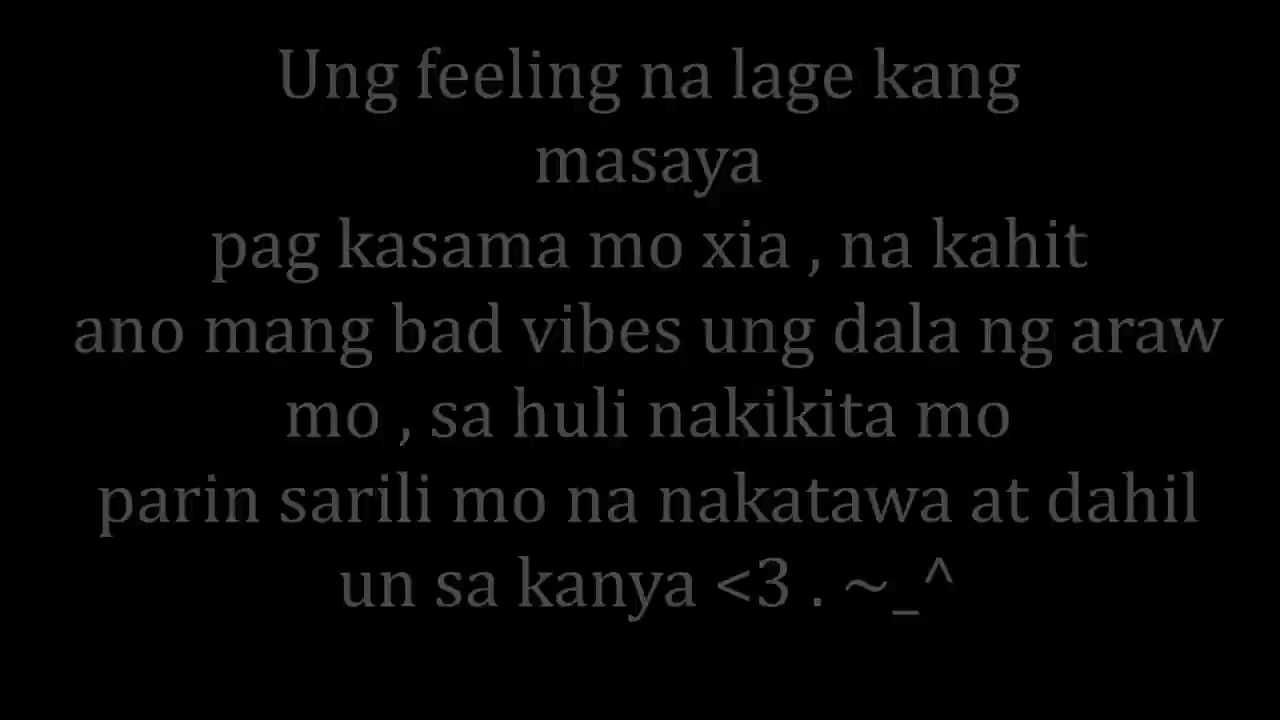 Ung feeling na lage kang
masaya
pag kasama mo xia , na kahit
ano mang bad vibes ung dala ng araw
mo , sa huli nakikita mo
parin sarili mo na nakatawa at dahil
un sa kanya <3 . ~_^